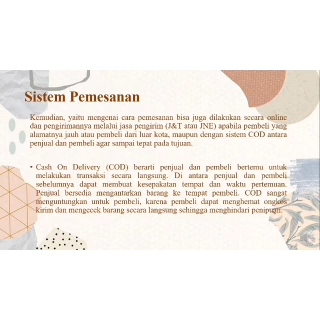 Sistem Pemesanan
Kemudian, yaitu mengenai cara pemesanan bisa juga dilakukan secara online
dan pengirimannya melalui jasa pengirim (J&T atau JNE) apabila pembeli yang
alamatnya jauh atau pembeli dari luar kota, maupun dengan sistem COD antara
penjual dan pembeli agar sampai tepat pada tujuan.
• Cash On Delivery (COD) berarti penjual dan pembeli bertemu untuk
melakukan transaksi secara langsung. Di antara penjual dan pembeli
sebelumnya dapat membuat kesepakatan tempat dan waktu pertemuan.
Penjual bersedia mengantarkan barang ke tempat pembeli. COD sangat
menguntungkan untuk pembeli, karena pembeli dapat menghemat ongkos
kirim dan mengecek barang secara langsung sehingga menghindari penipuan.